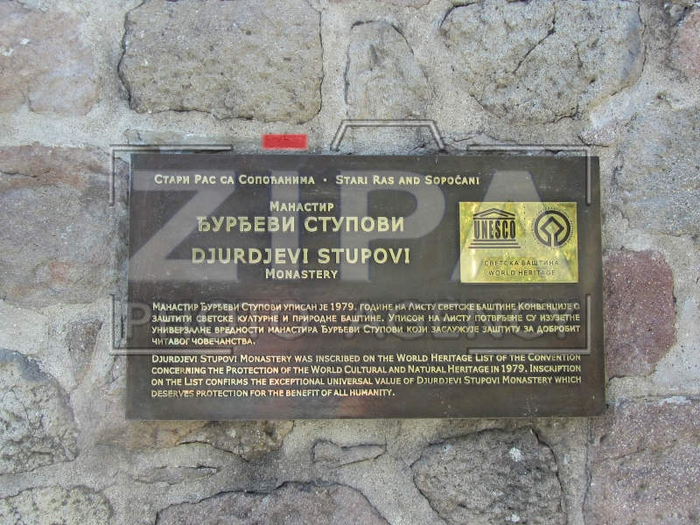 Стари Рас са Сопоћанима • Stari Ras and Sopoćani
Манастир
ЂУРЂЕВИ СТУПОВИ
DJURDJEVI STUPOVI
Monastery
UNESCO
СВЕТСКА БАШТИНА
WORLD HERITAGE
Манастир Ђурђеви Ступови уписан је 1979. године на Листу светске баштине Конвенције о
заштити светске културне и природне баштине. Уписом на Листу потврђене су изузетне
универзалне вредности манастира Ђурђеви Ступови који заслужује заштиту за добробит
читавог човечанства.
Djurdjevi Stupovi Monastery was inscribed on the World Heritage List of the Convention
concerning the Protection of the World Cultural and Natural Heritage in 1979. Inscription
on the List confirms the exceptional universal value of Djurdjevi Stupovi Monastery which
deserves protection for the benefit of all humanity.
ZIPA
PHOTO AGENCY